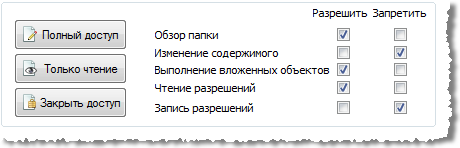 Разрешить Запретить
Полный доступ
Обзор папки
Изменение содержимого
Только чтение
Выполнение вложенных объектов
Чтение разрешений
Закрыть доступ
Запись разрешений